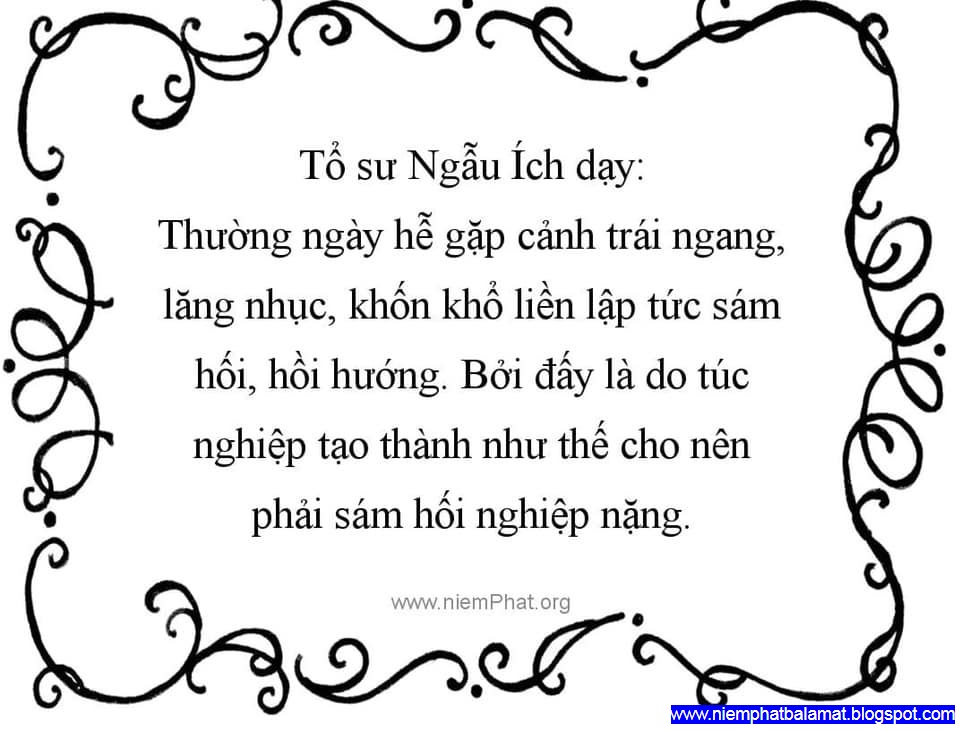 Tổ sư Ngẫu Ích dạy:
Thường ngày hễ gặp cảnh trái ngang,
lăng nhục, khốn khổ liền lập tức sám
hối, hồi hướng. Bởi đấy là do túc
nghiệp tạo thành như thế cho nên
phải sám hối nghiệp nặng.
www.niemPhat.org
www.niemphatbalamat.blogspot.com